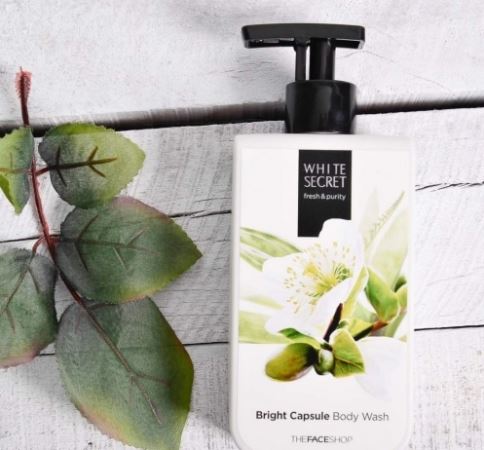 WHITE
SECRET
fresh & purity
Bright Capsule Body Wash
THEFACESHOP